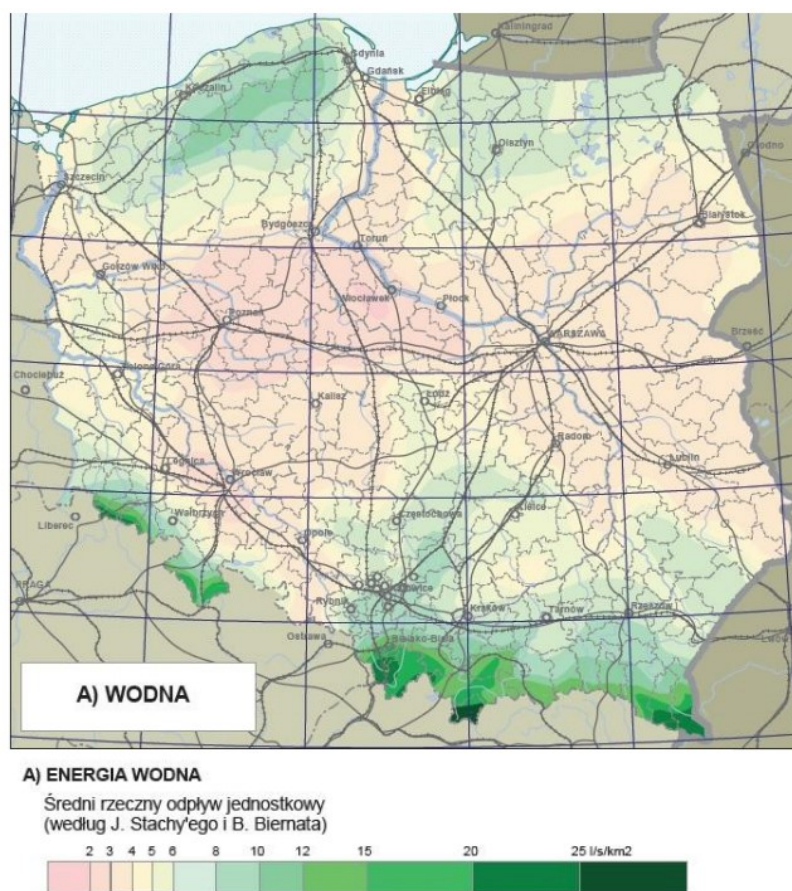 Kaliningrad
Gdynia
Gdańsk
Koszalin
Elbląg
Olsztyn
Grodno
Szczecin
Białystok
Bydgoszcz
Toruń
Gorzów Wlkp.
Włocławek
Płock
Poznań
WARSZAWA
Brześć
Chociebuż
Zielona Góra
Kalisz
Łódź
Radom
Legnica
Lublin
Wrocław
Liberec
Wałbrzych
Częstochowa
Kielce
Opole
PRAGA
Katowice
Rybnik
Kraków
Tarnów
Rzeszów
Ostrawa
Bielsko-Biała
Lwów
A) WODNA
A) ENERGIA WODNA
Średni rzeczny odpływ jednostkowy
(według J. Stachy'ego i B. Biernata)
2 3 4 5 6 8 10 12 15 20 25 l/s/km2